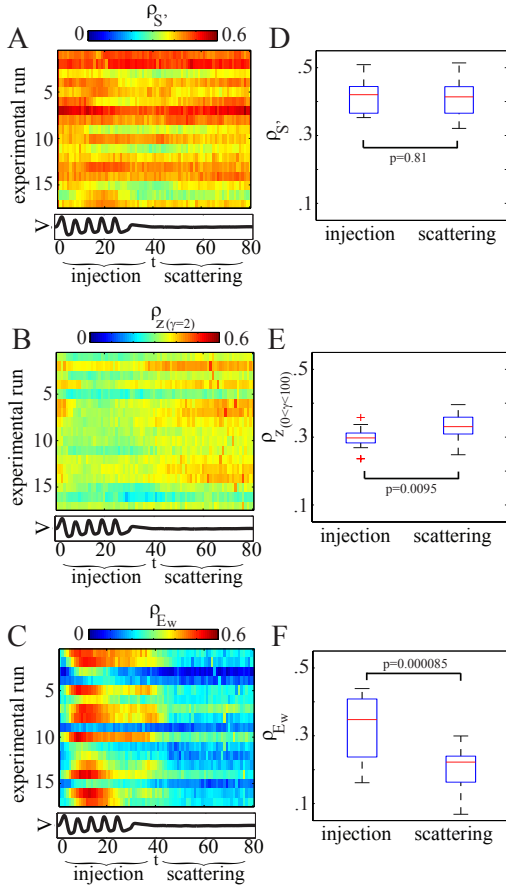 A
ρS'
0
0.6
experimental run
5
10
15
V
0
20
40
60
80
t
injection
scattering
D
.5
.3
.1
ρS'
p=0.81
injection
scattering
B
ρz(γ=2)
0
0.6
experimental run
5
10
15
V
0
20
40
60
80
t
injection
scattering
E
.5
.3
.1
ρz(0<γ<100)
p=0.0095
injection
scattering
C
ρEw
0
0.6
experimental run
5
10
15
V
0
20
40
60
80
t
injection
scattering
F
.5
.3
.1
ρEw
p=0.000085
injection
scattering